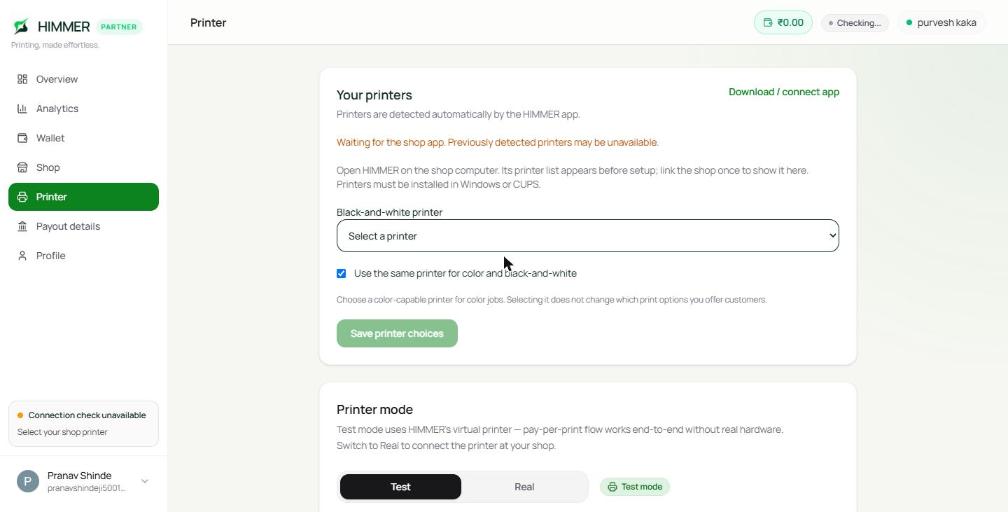 HIMMER PARTNER
Printing, made effortless.
Overview
Analytics
Wallet
Shop
Printer
Payout details
Profile
Connection check unavailable
Select your shop printer
P
Pranav Shinde
pranavshindeji5001...
Printer
₹0.00
Checking...
purvesh kaka
Your printers
Download / connect app
Printers are detected automatically by the HIMMER app.
Waiting for the shop app. Previously detected printers may be unavailable.
Open HIMMER on the shop computer. Its printer list appears before setup; link the shop once to show it here.
Printers must be installed in Windows or CUPS.
Black-and-white printer
Select a printer
Use the same printer for color and black-and-white
Choose a color-capable printer for color jobs. Selecting it does not change which print options you offer customers.
Save printer choices
Printer mode
Test mode uses HIMMER's virtual printer — pay-per-print flow works end-to-end without real hardware.
Switch to Real to connect the printer at your shop.
Test
Real
Test mode